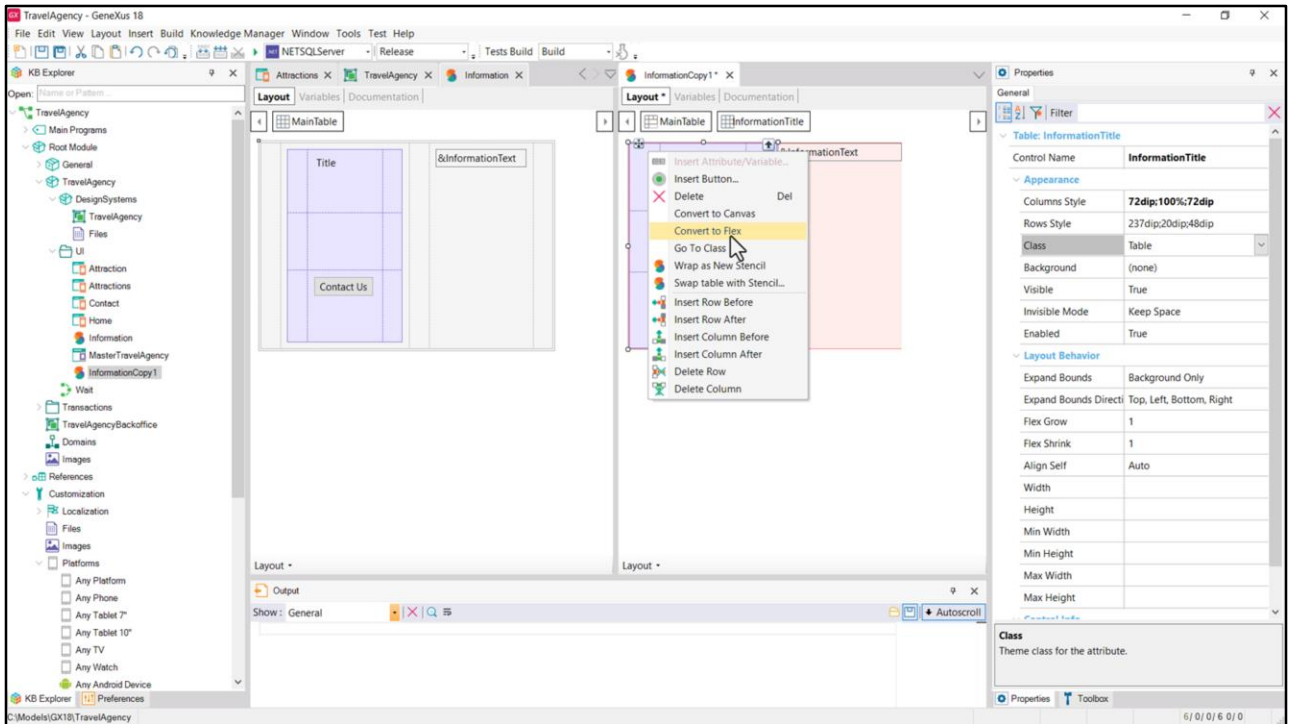 TravelAgency - GeneXus 18
File Edit View Layout Insert Build Knowledge Manager Window Tools Test Help
NETSQLServer Release Tests Build Build
KB Explorer
Open: Name or Pattern...
TravelAgency
Main Programs
Root Module
General
TravelAgency
DesignSystems
TravelAgency
Files
UI
Attraction
Attractions
Contact
Home
Information
MasterTravelAgency
InformationCopy1
Wait
Transactions
TravelAgencyBackoffice
Domains
Images
References
Customization
Localization
Files
Images
Platforms
Any Platform
Any Phone
Any Tablet 7"
Any Tablet 10"
Any TV
Any Watch
Any Android Device
KB Explorer Preferences
C:\Models\GX18\TravelAgency
Attractions TravelAgency Information
Layout Variables Documentation
MainTable
Title
&InformationText
Contact Us
Layout
InformationCopy1*
Layout * Variables Documentation
MainTable InformationTitle
Insert Attribute/Variable...
Insert Button...
Delete Del
Convert to Canvas
Convert to Flex
Go To Class
Wrap as New Stencil
Swap table with Stencil...
Insert Row Before
Insert Row After
Insert Column Before
Insert Column After
Delete Row
Delete Column
Layout
Output
Show: General Autoscroll
Properties
General
Filter
Table: InformationTitle
Control Name InformationTitle
Appearance
Columns Style 72dip;100%;72dip
Rows Style 237dip;20dip;48dip
Class Table
Background (none)
Visible True
Invisible Mode Keep Space
Enabled True
Layout Behavior
Expand Bounds Background Only
Expand Bounds Directi Top, Left, Bottom, Right
Flex Grow 1
Flex Shrink 1
Align Self Auto
Width
Height
Min Width
Min Height
Max Width
Max Height
Class
Theme class for the attribute.
Properties Toolbox
6/0/0/6 0/0